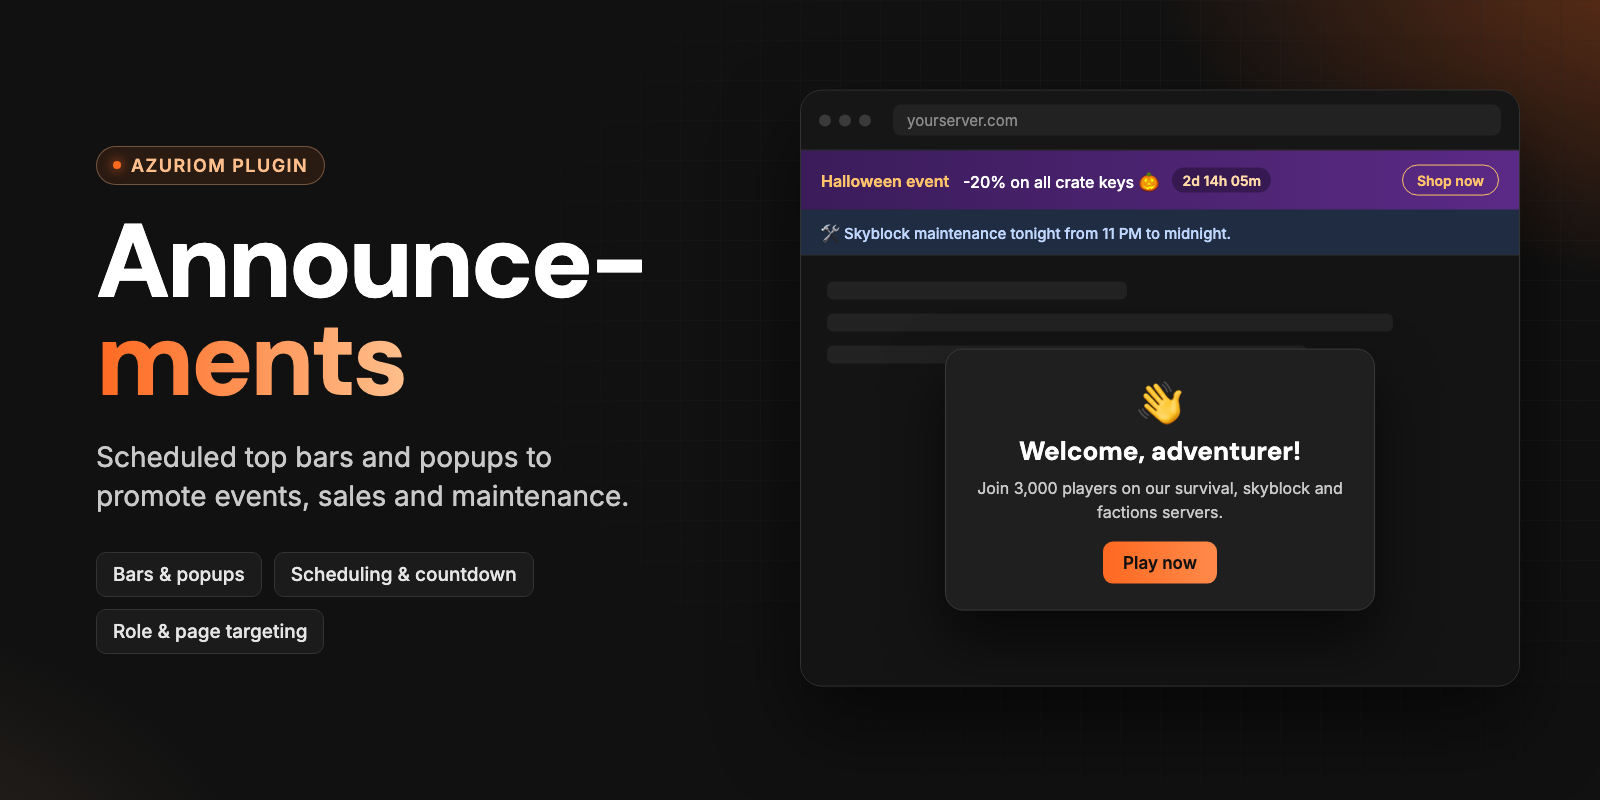 AZURIOM PLUGIN
Announce-
ments
Scheduled top bars and popups to
promote events, sales and maintenance.
Bars & popups
Scheduling & countdown
Role & page targeting
yourserver.com
Halloween event -20% on all crate keys 🎃 2d 14h 05m Shop now
🛠 Skyblock maintenance tonight from 11 PM to midnight.
👋
Welcome, adventurer!
Join 3,000 players on our survival, skyblock and
factions servers.
Play now